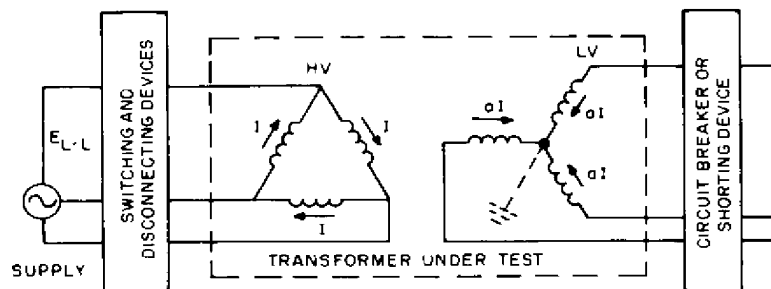 HV
LV
E L-L
I
I
I
aI
aI
aI
SWITCHING AND
DISCONNECTING DEVICES
CIRCUIT BREAKER OR
SHORTING DEVICE
SUPPLY
TRANSFORMER UNDER TEST